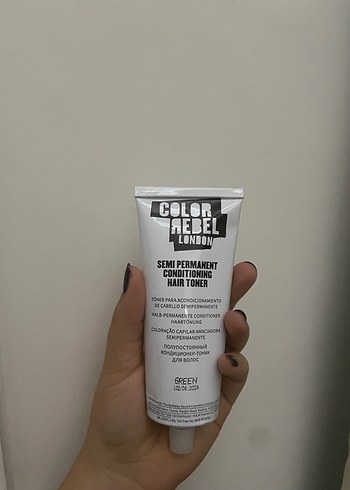 COLOR
REBEL
LONDON
SEMI PERMANENT
CONDITIONING
HAIR TONER
TÓNER PARA ACONDICIONAMIENTO
DE CABELLO SEMIPERMANENTE
HALB-PERMANENTE CONDITIONER
HAARTÖNUNG
COLORAÇÃO CAPILAR AMACIADORA
SEMIPERMANENTE
ПОЛУПОСТОЯННЫЙ
КОНДИЦИОНЕР-ТОНИК
ДЛЯ ВОЛОС
GREEN